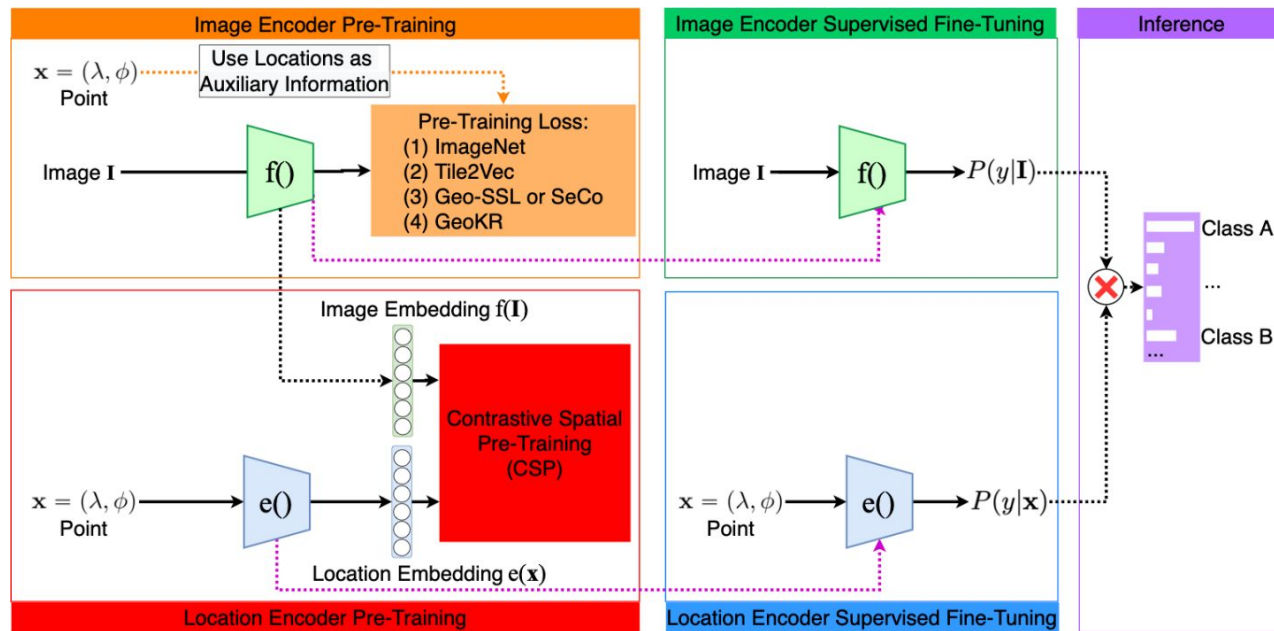 Image Encoder Pre-Training
x = (λ, ϕ)
Point
Use Locations as
Auxiliary Information
Image I
f()
Pre-Training Loss:
(1) ImageNet
(2) Tile2Vec
(3) Geo-SSL or SeCo
(4) GeoKR
Image Encoder Supervised Fine-Tuning
Image I
f()
P(y|I)
Inference
Class A
...
Class B
...
Image Embedding f(I)
Contrastive Spatial
Pre-Training
(CSP)
x = (λ, ϕ)
Point
e()
Location Embedding e(x)
Location Encoder Pre-Training
x = (λ, ϕ)
Point
e()
P(y|x)
Location Encoder Supervised Fine-Tuning